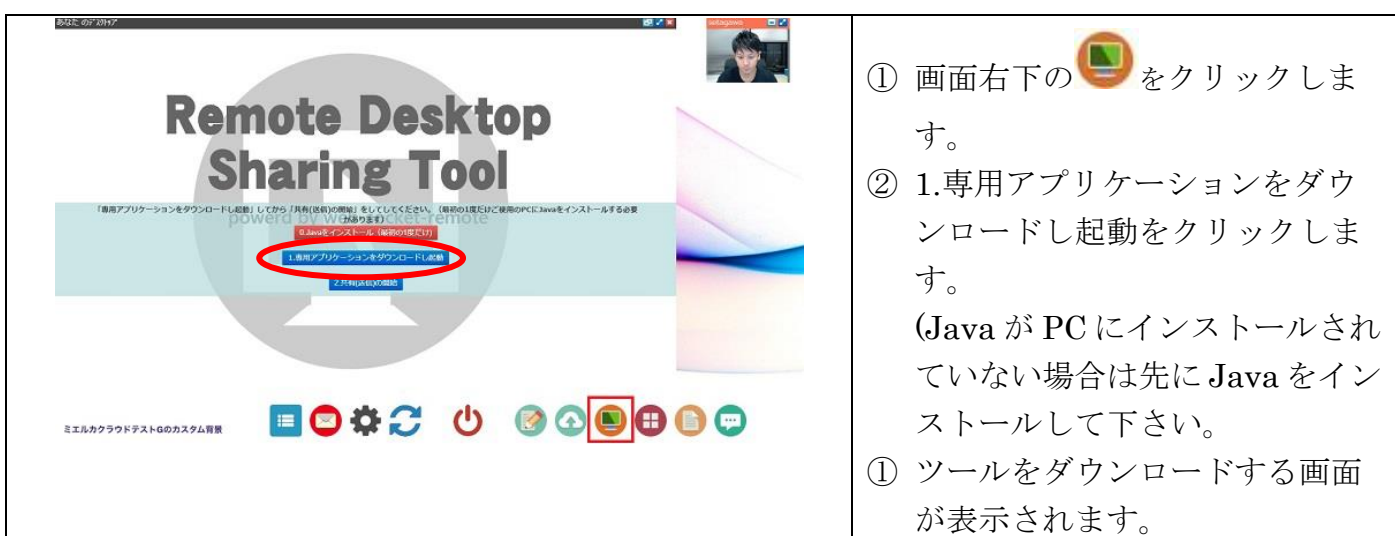 あなた のデスクトップ
Remote Desktop
Sharing Tool
「専用アプリケーションをダウンロードし起動」してから「共有(送信)の開始」をしてしてください。(最初の1度だけご使用のPCにJavaをインストールする必要
があります)
0.Javaをインストール（最初の1度だけ)
1.専用アプリケーションをダウンロードし起動
2.共有(送信)の開始
ミエルカクラウドテストGのカスタム背景
① 画面右下の をクリックしま
す。
② 1.専用アプリケーションをダウ
ンロードし起動をクリックしま
す。
(Java が PC にインストールされ
ていない場合は先に Java をイン
ストールして下さい。
① ツールをダウンロードする画面
が表示されます。